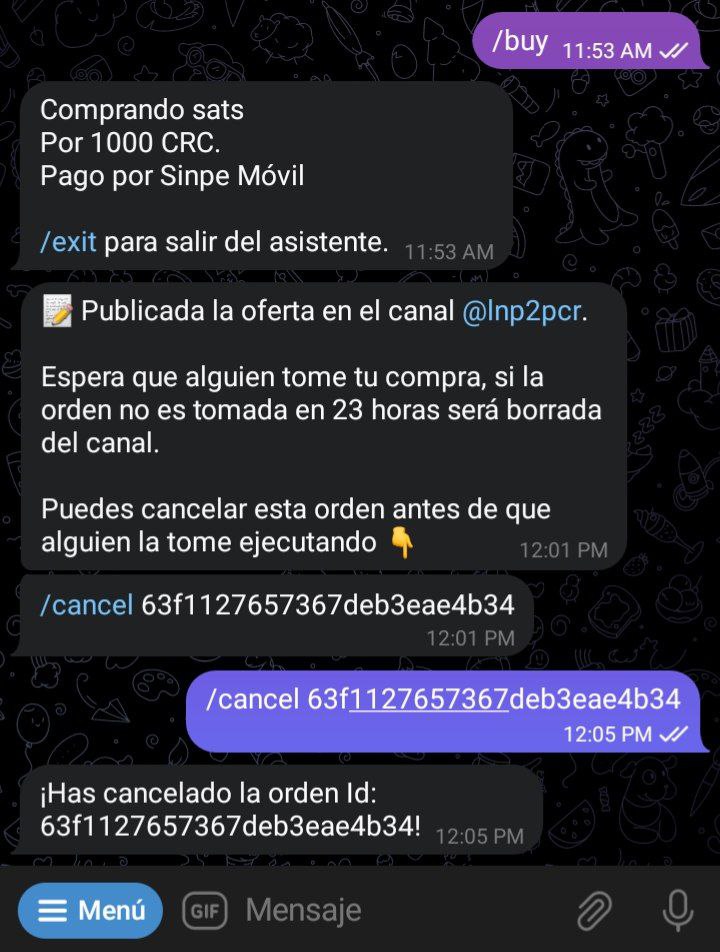 /buy 11:53 AM
Comprando sats
Por 1000 CRC.
Pago por Sinpe Móvil
/exit para salir del asistente. 11:53 AM
📝 Publicada la oferta en el canal @lnp2pcr.
Espera que alguien tome tu compra, si la
orden no es tomada en 23 horas será borrada
del canal.
Puedes cancelar esta orden antes de que
alguien la tome ejecutando 👇 12:01 PM
/cancel 63f1127657367deb3eae4b34
12:01 PM
/cancel 63f1127657367deb3eae4b34
12:05 PM
¡Has cancelado la orden Id:
63f1127657367deb3eae4b34! 12:05 PM
Menú GIF Mensaje